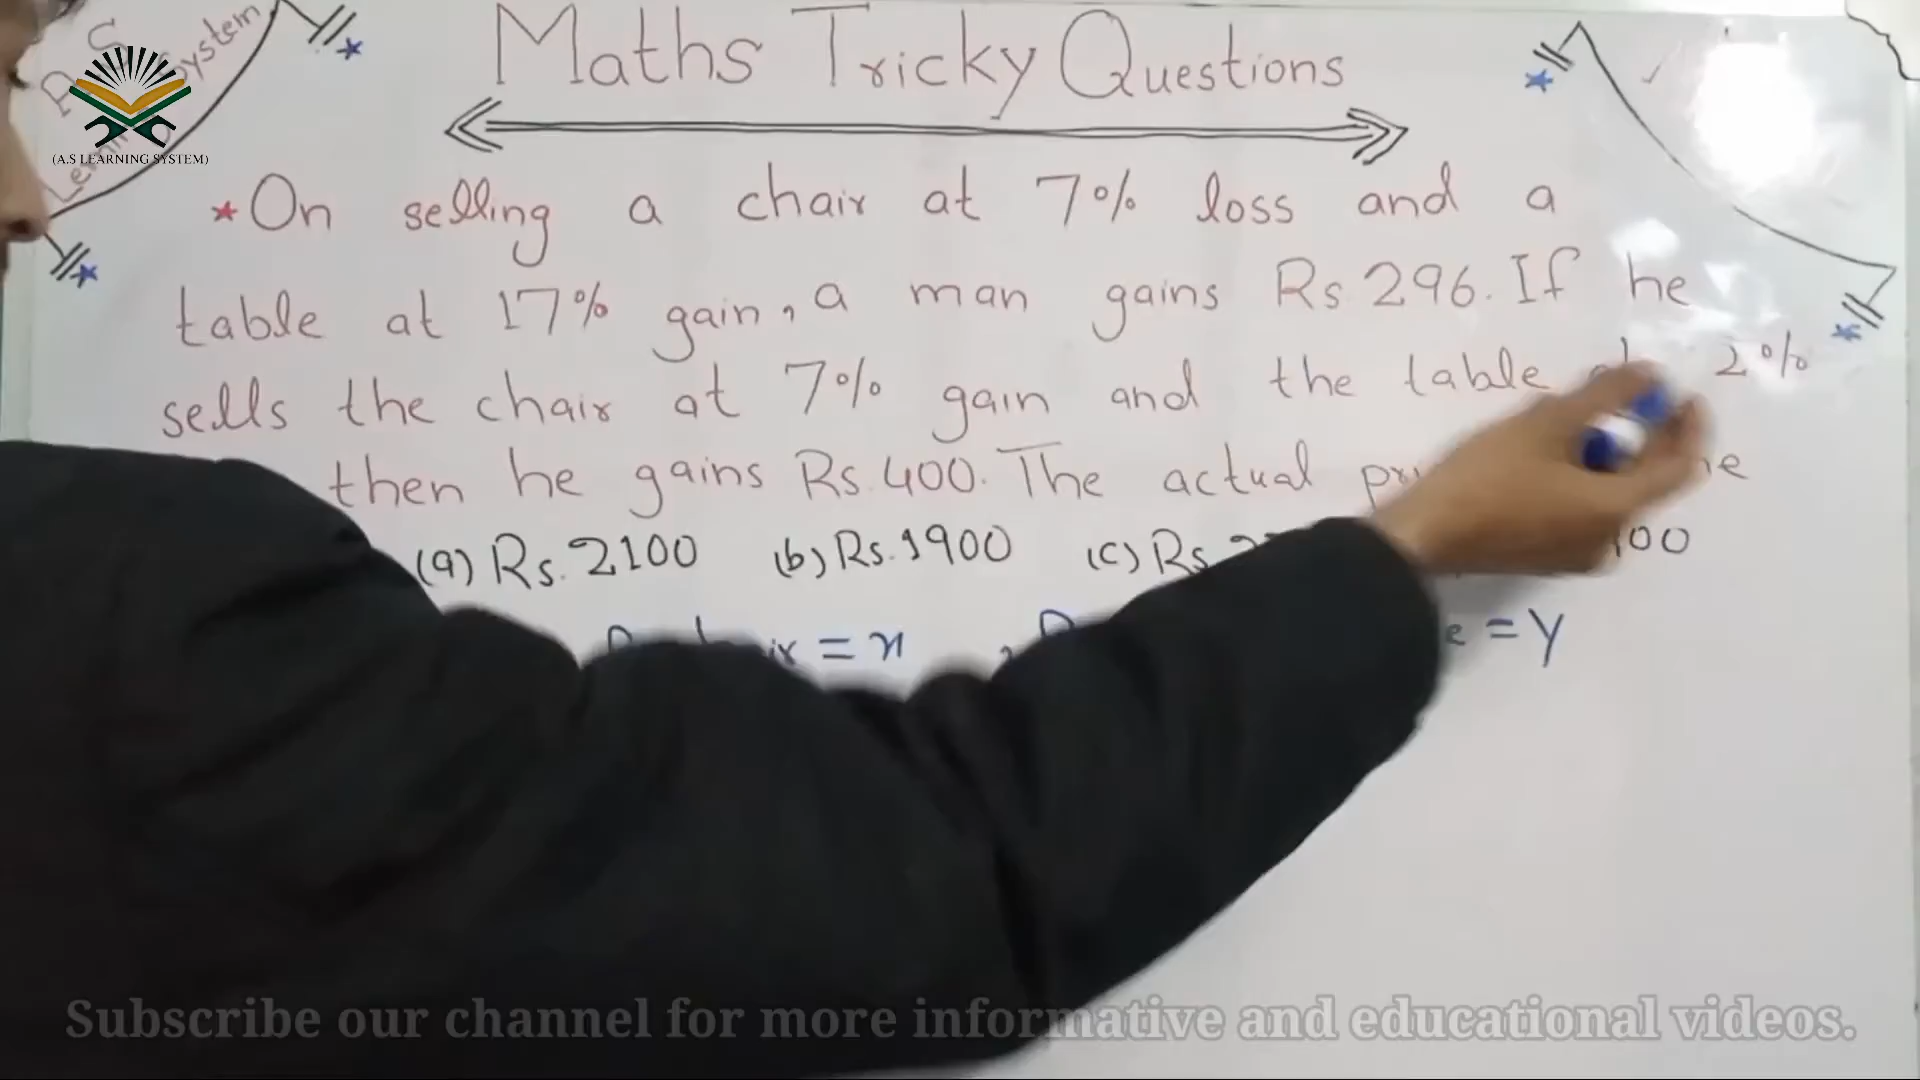 Maths Tricky Questions
System
(A.S LEARNING SYSTEM)
*On selling a chair at 7% loss and a
table at 17% gain, a man gains Rs.296. If he
sells the chair at 7% gain and the table 2%
then he gains Rs.400. The actual
(a) Rs.2100 (b) Rs.1900 (c) Rs.
= x = y
Subscribe our channel for more informative and educational videos.